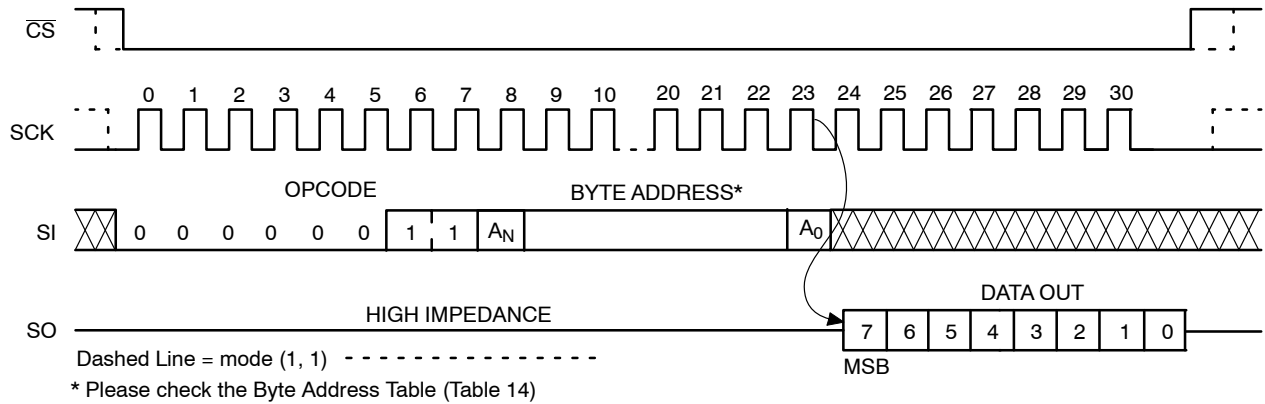 CS
0 1 2 3 4 5 6 7 8 9 10 20 21 22 23 24 25 26 27 28 29 30
SCK
OPCODE BYTE ADDRESS*
SI 0 0 0 0 0 0 1 1 AN A0
DATA OUT
HIGH IMPEDANCE
SO 7 6 5 4 3 2 1 0
Dashed Line = mode (1, 1) - - - - - - - - - - - - - - - -
MSB
* Please check the Byte Address Table (Table 14)